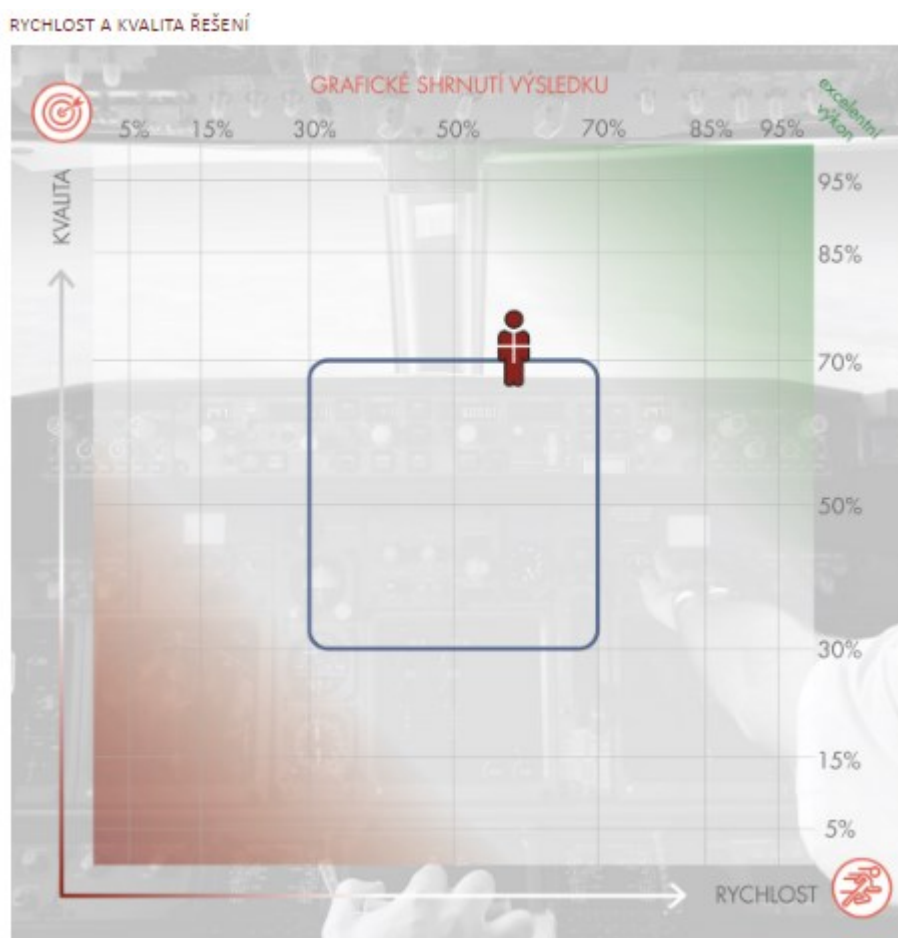 RYCHLOST A KVALITA ŘEŠENÍ
GRAFICKÉ SHRNUTÍ VÝSLEDKU
excelentní
výkon
5% 15% 30% 50% 70% 85% 95%
KVALITA
95%
85%
70%
50%
30%
15%
5%
RYCHLOST